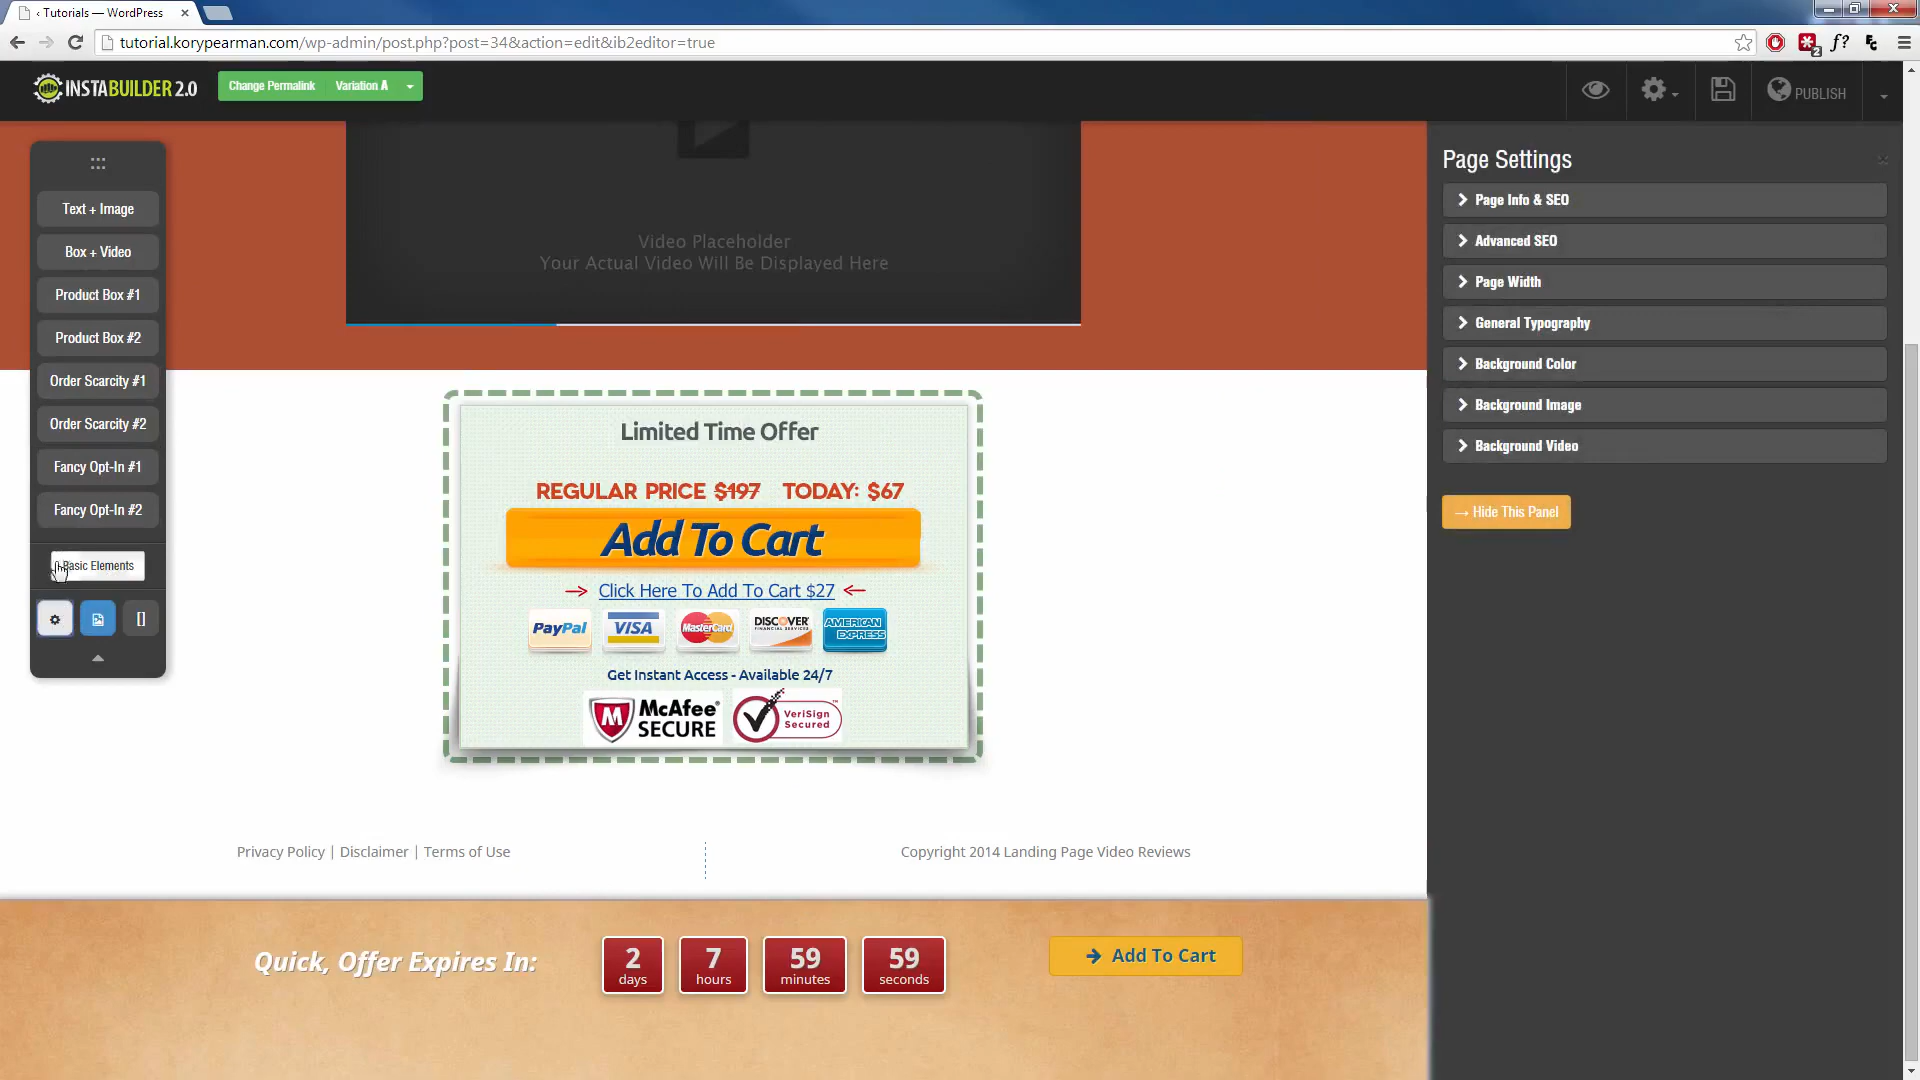 ‹ Tutorials — WordPress
tutorial.korypearman.com/wp-admin/post.php?post=34&action=edit&ib2editor=true
INSTABUILDER 2.0
Change Permalink
Variation A
PUBLISH
Text + Image
Box + Video
Product Box #1
Product Box #2
Order Scarcity #1
Order Scarcity #2
Fancy Opt-In #1
Fancy Opt-In #2
Basic Elements
[]
Video Placeholder
Your Actual Video Will Be Displayed Here
Limited Time Offer
REGULAR PRICE $197 TODAY: $67
Add To Cart
Click Here To Add To Cart $27
PayPal
VISA
MasterCard
DISCOVER
FINANCIAL SERVICES
AMERICAN EXPRESS
Get Instant Access - Available 24/7
McAfee SECURE
VeriSign Secured
Privacy Policy | Disclaimer | Terms of Use
Copyright 2014 Landing Page Video Reviews
Quick, Offer Expires In:
2 days
7 hours
59 minutes
59 seconds
Add To Cart
Page Settings
Page Info & SEO
Advanced SEO
Page Width
General Typography
Background Color
Background Image
Background Video
→ Hide This Panel